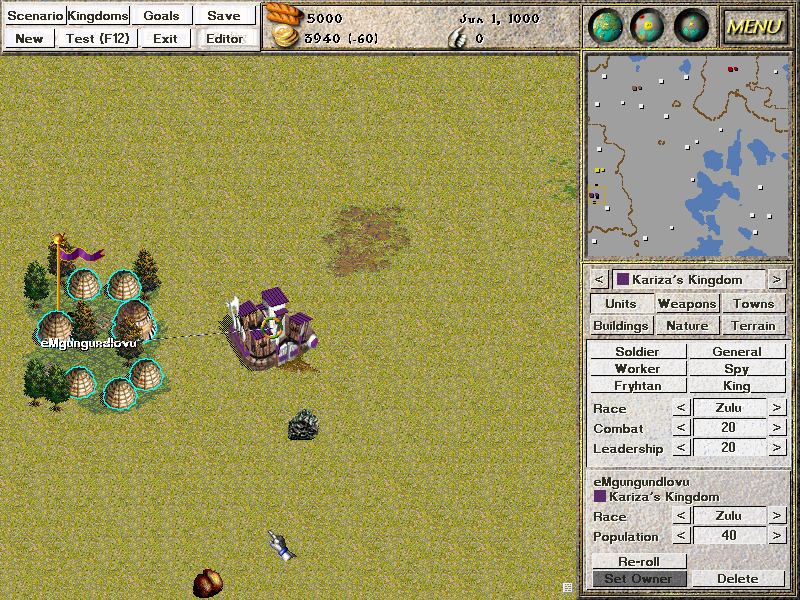 Scenario Kingdoms Goals Save
New Test (F12) Exit Editor
5000 Jun 1, 1000
3940 (-60) 0
MENU
eMgungundlovu
< Kariza's Kingdom >
Units Weapons Towns
Buildings Nature Terrain
Soldier General
Worker Spy
Fryhtan King
Race < Zulu >
Combat < 20 >
Leadership < 20 >
eMgungundlovu
Kariza's Kingdom
Race < Zulu >
Population < 40 >
Re-roll
Set Owner Delete